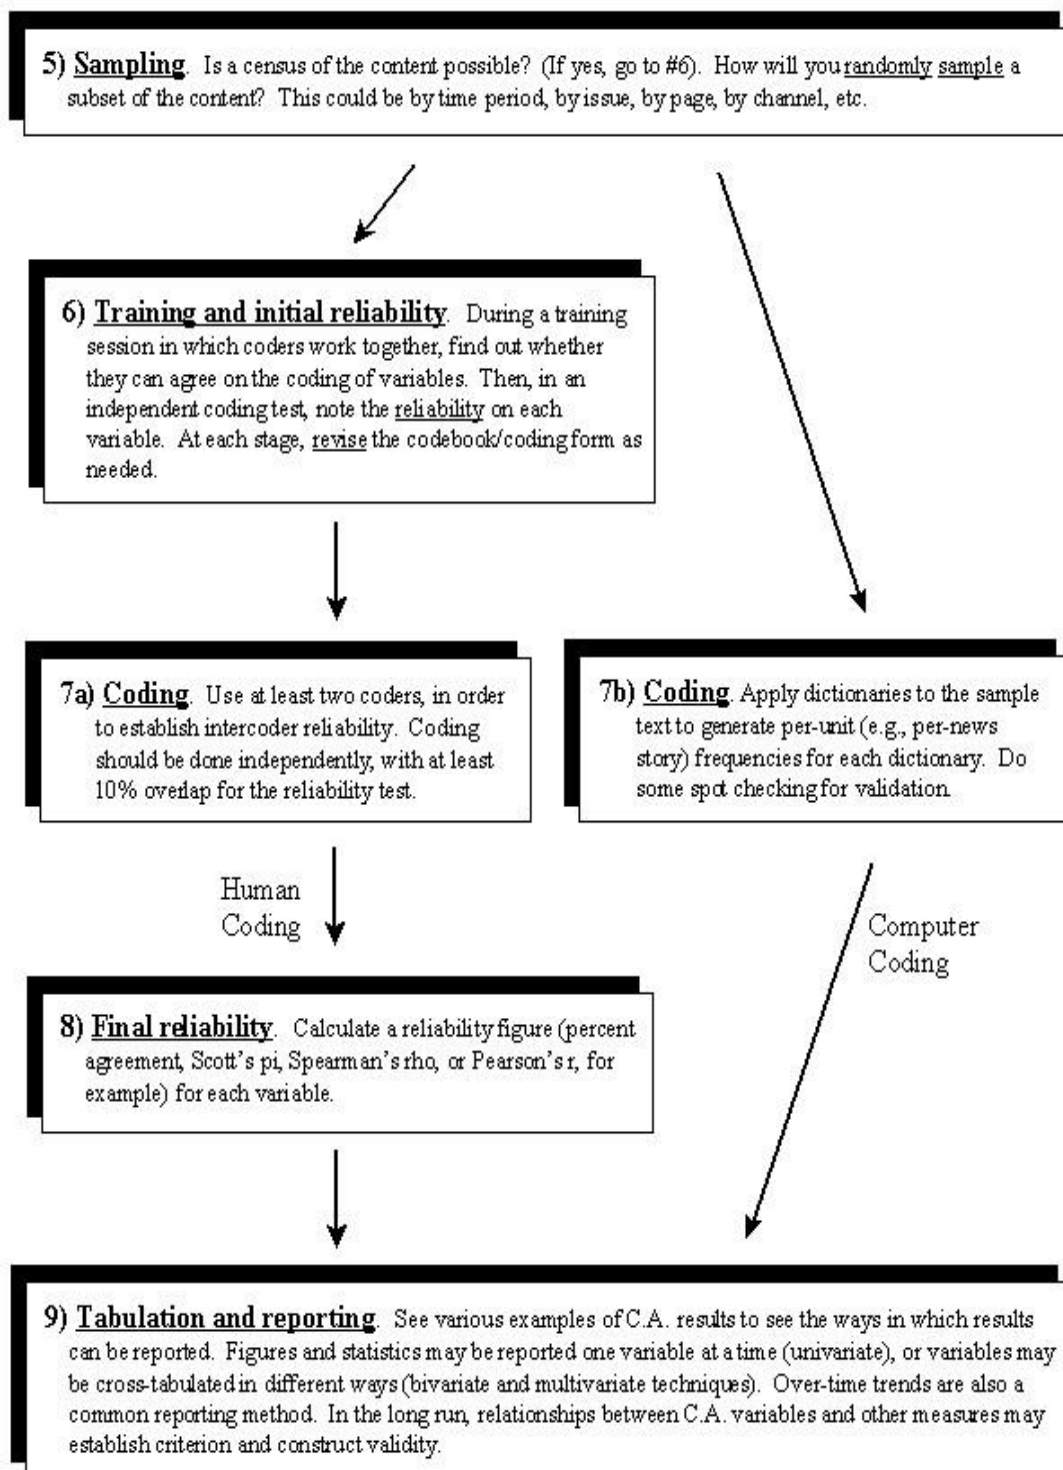 5) Sampling. Is a census of the content possible? (If yes, go to #6). How will you randomly sample a
subset of the content? This could be by time period, by issue, by page, by channel, etc.
6) Training and initial reliability. During a training
session in which coders work together, find out whether
they can agree on the coding of variables. Then, in an
independent coding test, note the reliability on each
variable. At each stage, revise the codebook/coding form as
needed.
7a) Coding. Use at least two coders, in order
to establish intercoder reliability. Coding
should be done independently, with at least
10% overlap for the reliability test.
7b) Coding. Apply dictionaries to the sample
text to generate per-unit (e.g., per-news
story) frequencies for each dictionary. Do
some spot checking for validation.
Human
Coding
Computer
Coding
8) Final reliability. Calculate a reliability figure (percent
agreement, Scott's pi, Spearman's rho, or Pearson's r, for
example) for each variable.
9) Tabulation and reporting. See various examples of C.A. results to see the ways in which results
can be reported. Figures and statistics may be reported one variable at a time (univariate), or variables may
be cross-tabulated in different ways (bivariate and multivariate techniques). Over-time trends are also a
common reporting method. In the long run, relationships between C.A. variables and other measures may
establish criterion and construct validity.